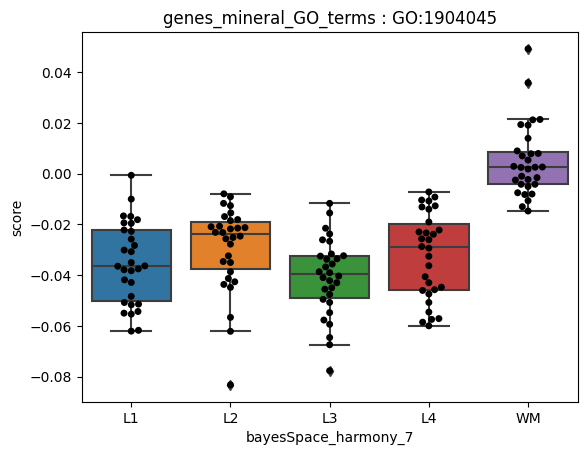 genes_mineral_GO_terms : GO:1904045
0.04
0.02
0.00
−0.02
−0.04
−0.06
−0.08
score
L1 L2 L3 L4 WM
bayesSpace_harmony_7